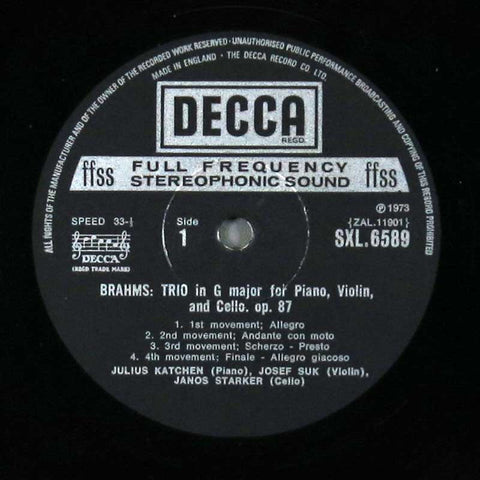 ALL RIGHTS OF THE MANUFACTURER AND OF THE OWNER OF THE RECORDED WORK RESERVED · UNAUTHORISED PUBLIC PERFORMANCE BROADCASTING AND COPYING OF THIS RECORD PROHIBITED
MADE IN ENGLAND · THE DECCA RECORD CO LTD.
DECCA
REGD.
ffss FULL FREQUENCY STEREOPHONIC SOUND ffss
SPEED 33-⅓
DECCA
(REGD TRADE MARK)
Side
1
℗ 1973
{ZAL.11901}
SXL.6589
BRAHMS: TRIO in G major for Piano, Violin,
and Cello. op. 87
1. 1st movement; Allegro
2. 2nd movement; Andante con moto
3. 3rd movement; Scherzo - Presto
4. 4th movement; Finale - Allegro giacoso
JULIUS KATCHEN (Piano), JOSEF SUK (Violin),
JANOS STARKER (Cello)